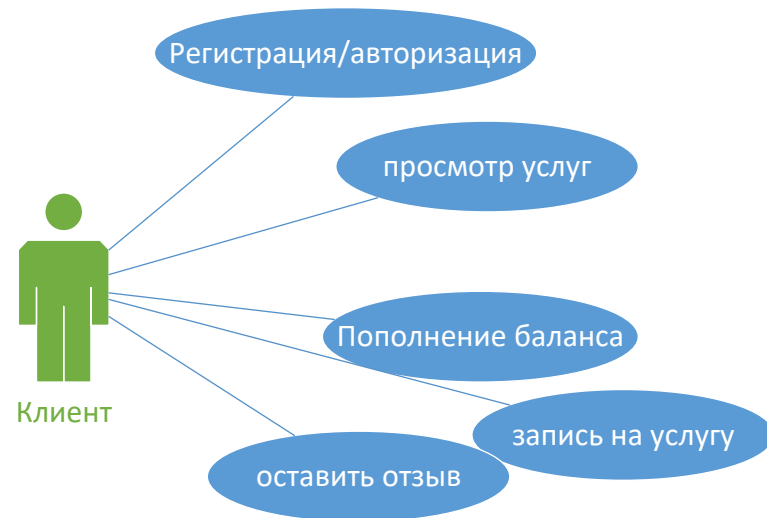 Регистрация/авторизация
просмотр услуг
Пополнение баланса
Клиент
запись на услугу
оставить отзыв